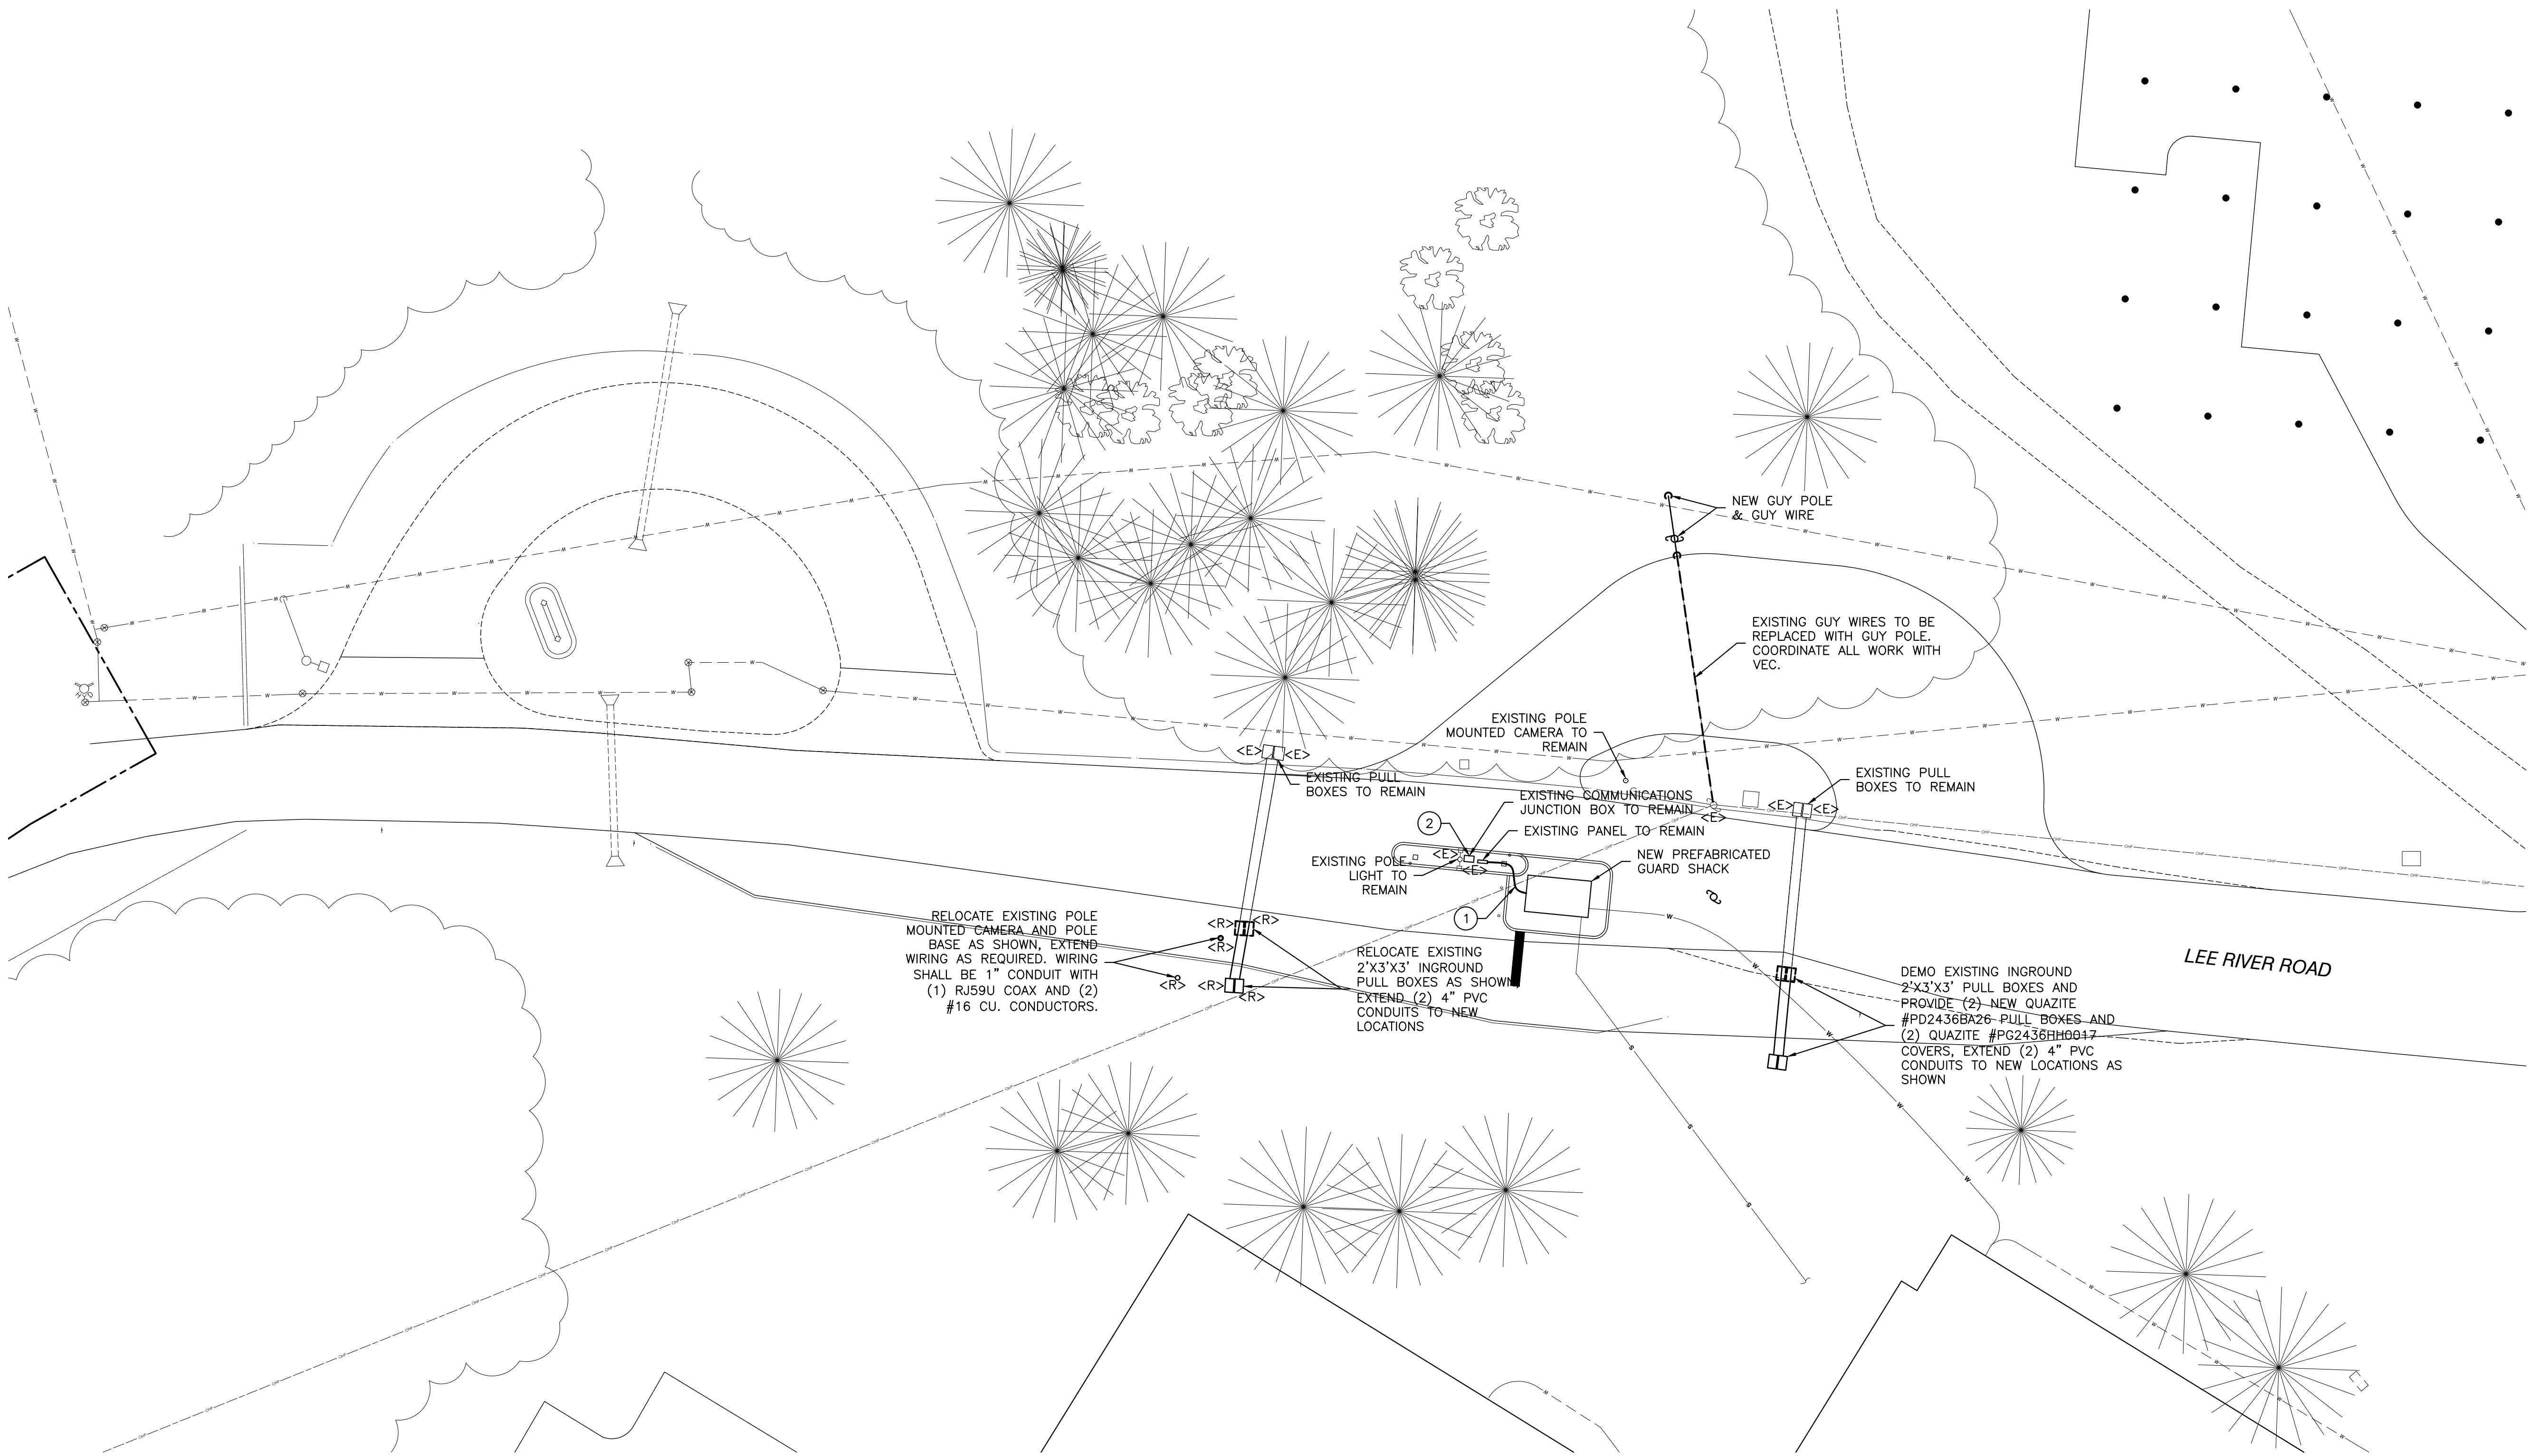 NEW GUY POLE
& GUY WIRE
EXISTING GUY WIRES TO BE
REPLACED WITH GUY POLE.
COORDINATE ALL WORK WITH
VEC.
EXISTING POLE
MOUNTED CAMERA TO
REMAIN
<E>
<E>
EXISTING PULL
BOXES TO REMAIN
EXISTING COMMUNICATIONS
JUNCTION BOX TO REMAIN
<E>
<E>
<E>
EXISTING PULL
BOXES TO REMAIN
2
EXISTING PANEL TO REMAIN
<E>
<E>
EXISTING POLE
LIGHT TO
REMAIN
NEW PREFABRICATED
GUARD SHACK
1
RELOCATE EXISTING POLE
MOUNTED CAMERA AND POLE
BASE AS SHOWN, EXTEND
WIRING AS REQUIRED. WIRING
SHALL BE 1" CONDUIT WITH
(1) RJ59U COAX AND (2)
#16 CU. CONDUCTORS.
<R>
<R>
<R>
<R>
<R>
<R>
RELOCATE EXISTING
2'X3'X3' INGROUND
PULL BOXES AS SHOWN,
EXTEND (2) 4" PVC
CONDUITS TO NEW
LOCATIONS
DEMO EXISTING INGROUND
2'X3'X3' PULL BOXES AND
PROVIDE (2) NEW QUAZITE
#PD2436BA26 PULL BOXES AND
(2) QUAZITE #PG2436HH0017
COVERS, EXTEND (2) 4" PVC
CONDUITS TO NEW LOCATIONS AS
SHOWN
LEE RIVER ROAD